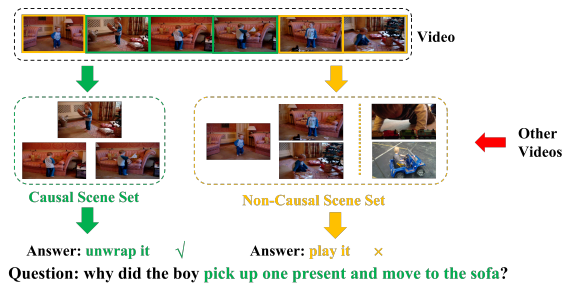 Video
Other
Videos
Causal Scene Set
Non-Causal Scene Set
Answer: unwrap it √
Answer: play it ×
Question: why did the boy pick up one present and move to the sofa?